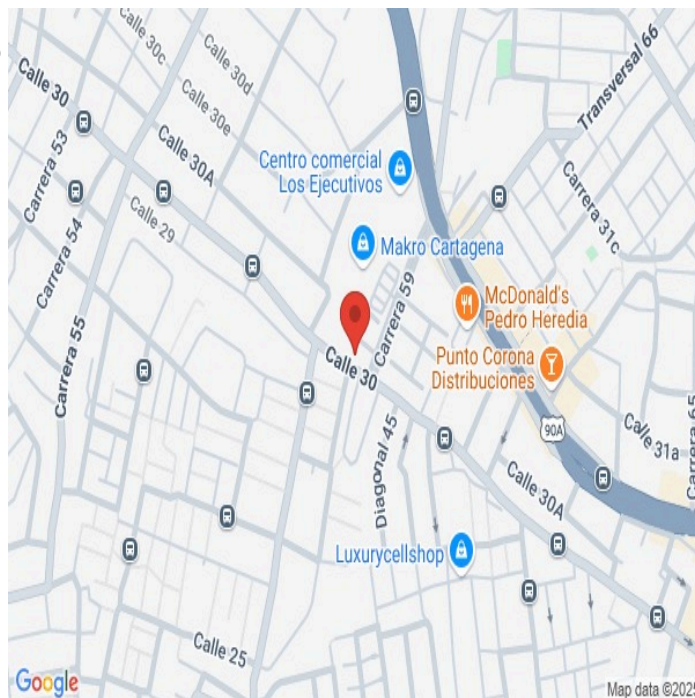 Calle 30c
Calle 30d
Calle 30
Transversal 66
Calle 30e
Carrera 53
Calle 30A
Centro comercial
Los Ejecutivos
Carrera 31c
Calle 29
Carrera 54
Makro Cartagena
Carrera 59
McDonald's
Pedro Heredia
Carrera 55
Calle 30
Punto Corona
Distribuciones
Diagonal 45
90A
Calle 31a
Carrera 65
Calle 30A
Luxurycellshop
Calle 25
Google
Map data ©202